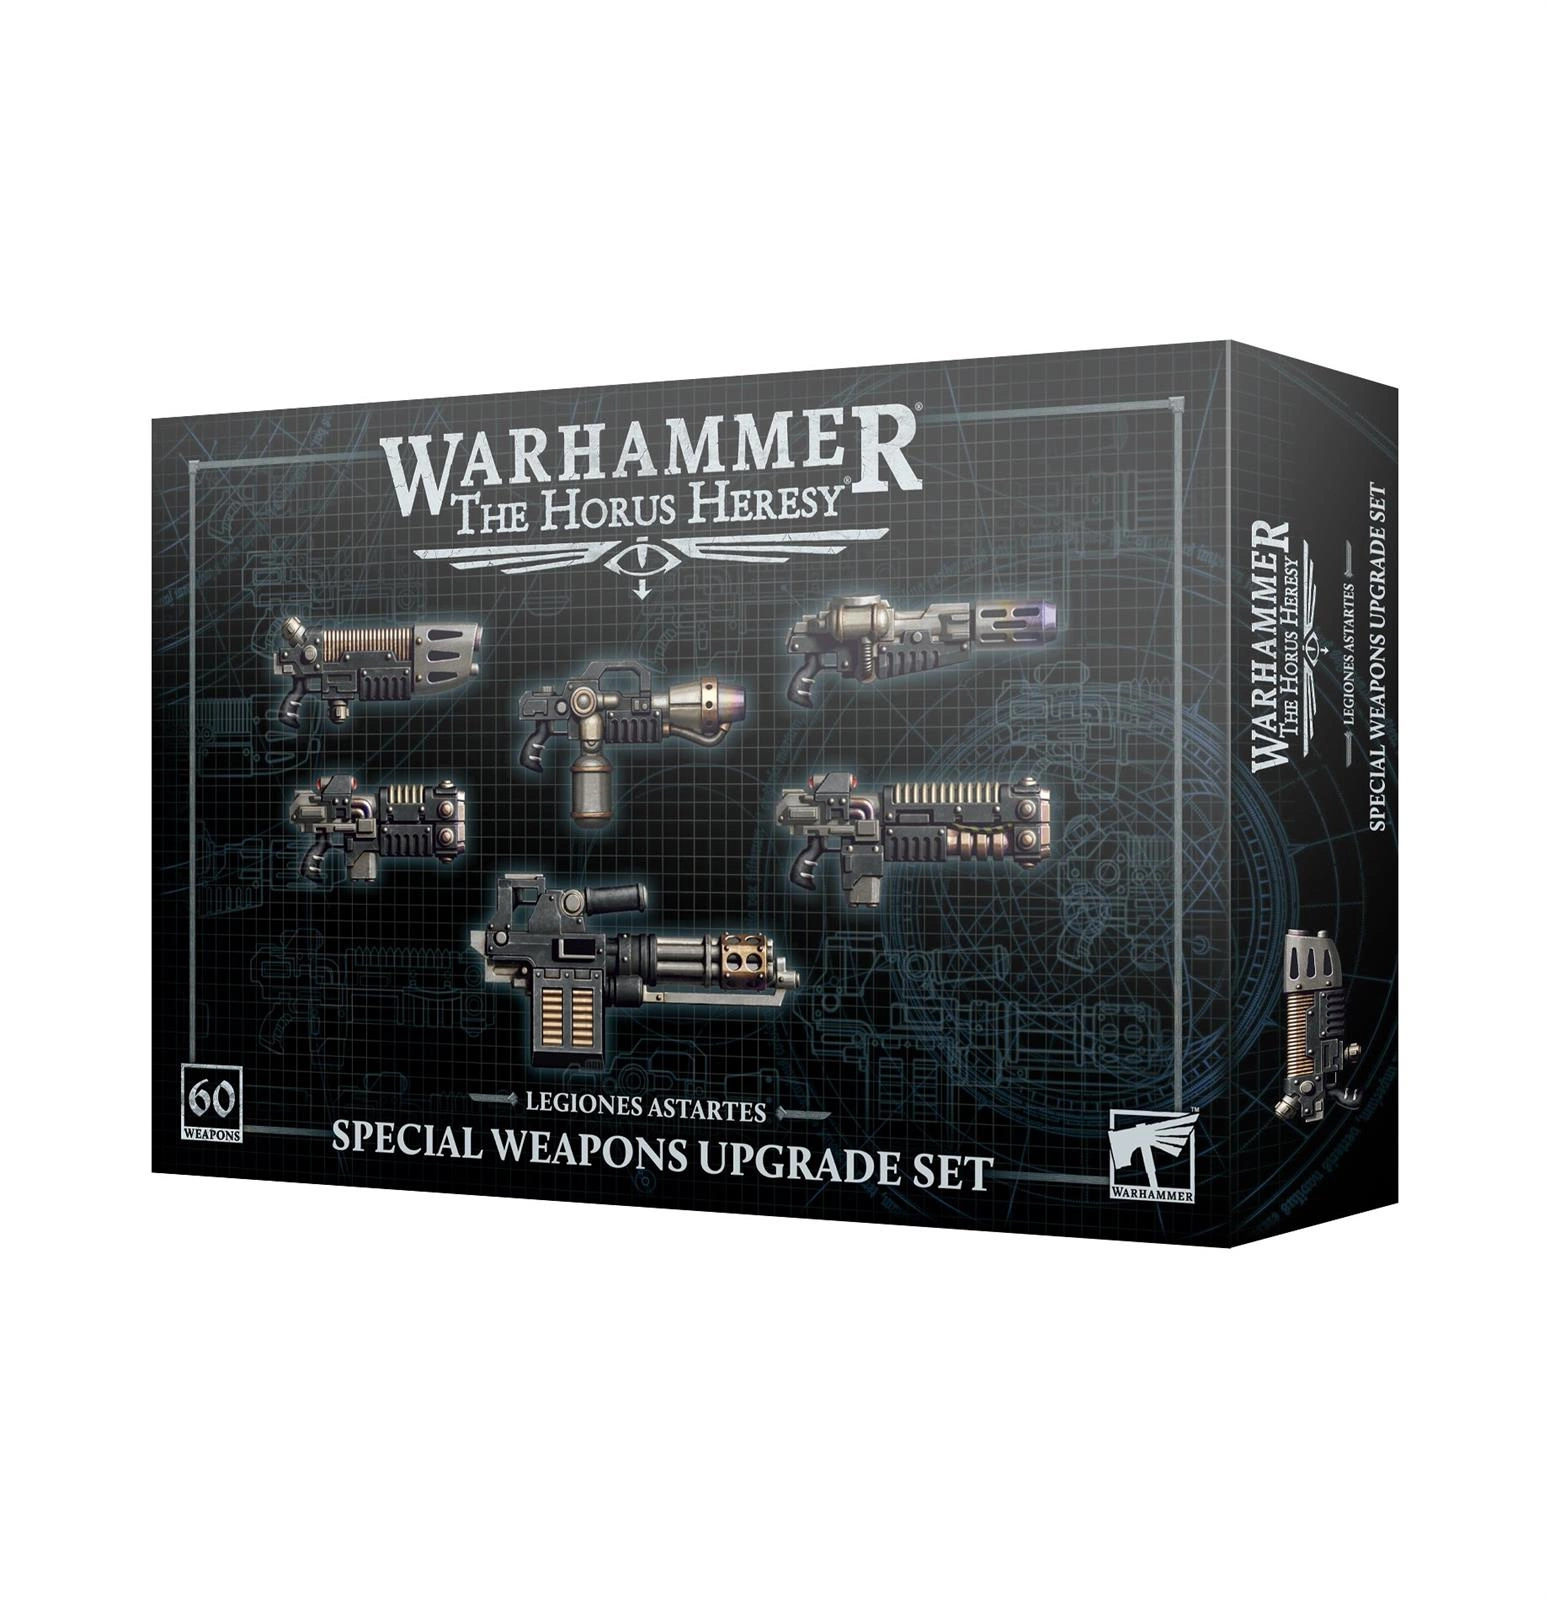 WARHAMMER®
THE HORUS HERESY®
60
WEAPONS
LEGIONES ASTARTES
SPECIAL WEAPONS UPGRADE SET
™
WARHAMMER
WARHAMMER
THE HORUS HERESY
LEGIONES ASTARTES
SPECIAL WEAPONS UPGRADE SET